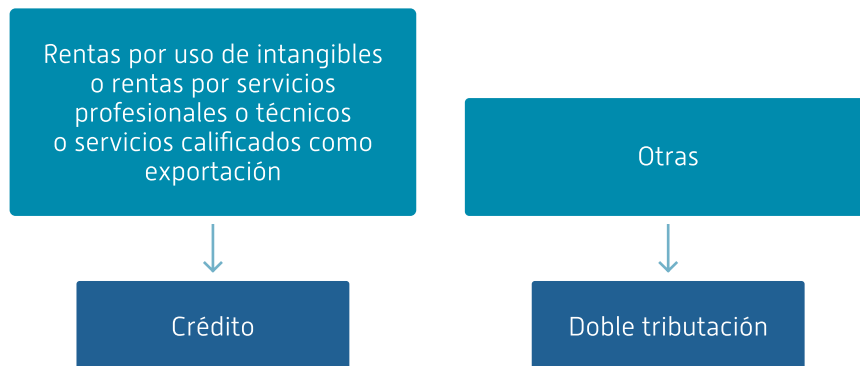 Rentas por uso de intangibles
o rentas por servicios
profesionales o técnicos
o servicios calificados como
exportación
Otras
Crédito
Doble tributación